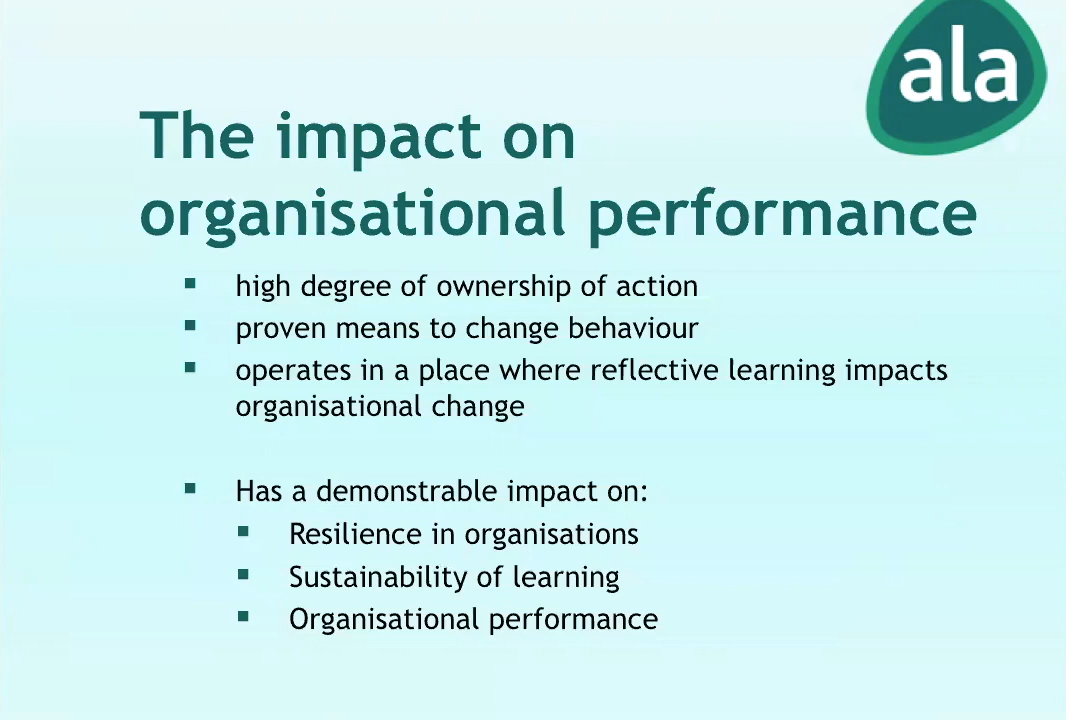 ala
The impact on
organisational performance
▪ high degree of ownership of action
▪ proven means to change behaviour
▪ operates in a place where reflective learning impacts
organisational change
▪ Has a demonstrable impact on:
▪ Resilience in organisations
▪ Sustainability of learning
▪ Organisational performance